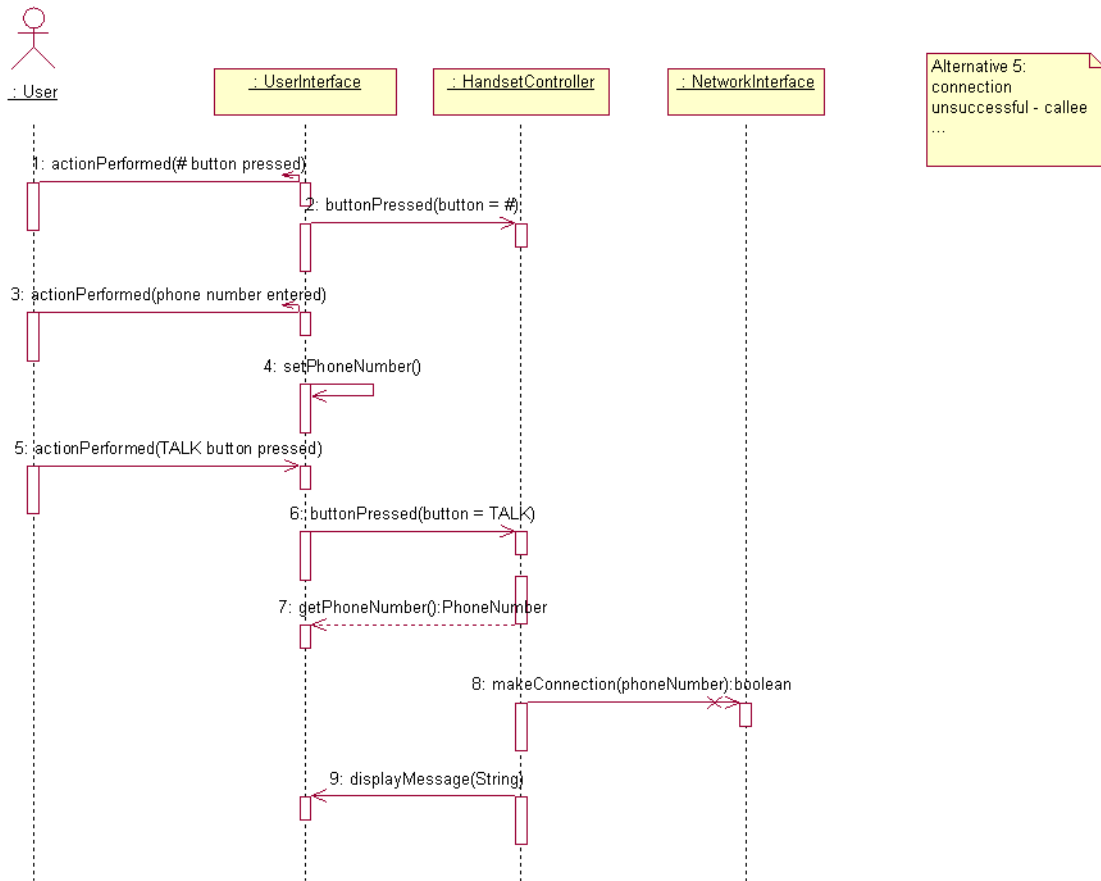 : User
: UserInterface
: HandsetController
: NetworkInterface
Alternative 5:
connection
unsuccessful - callee
...
1: actionPerformed(# button pressed)
2: buttonPressed(button = #)
3: actionPerformed(phone number entered)
4: setPhoneNumber()
5: actionPerformed(TALK button pressed)
6: buttonPressed(button = TALK)
7: getPhoneNumber():PhoneNumber
8: makeConnection(phoneNumber):boolean
9: displayMessage(String)